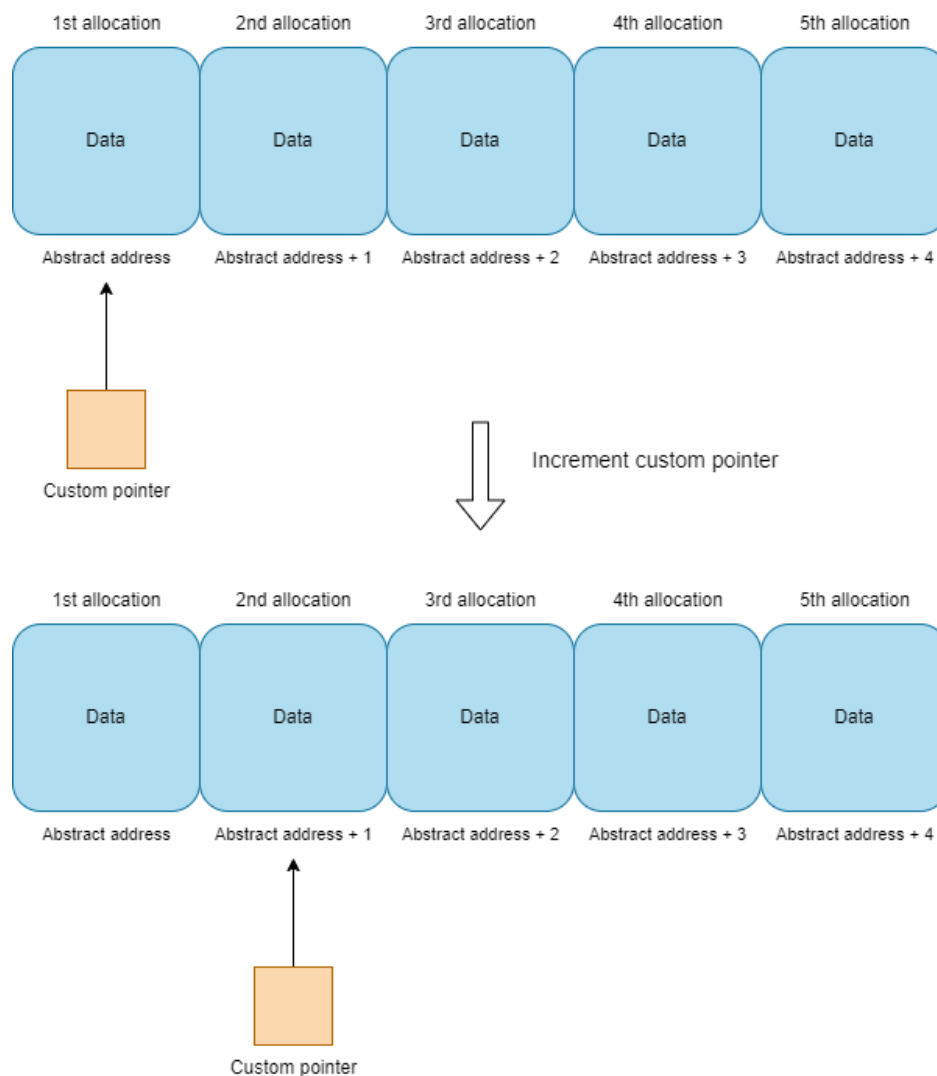 1st allocation 2nd allocation 3rd allocation 4th allocation 5th allocation
Data Data Data Data Data
Abstract address Abstract address + 1 Abstract address + 2 Abstract address + 3 Abstract address + 4
Custom pointer
Increment custom pointer
1st allocation 2nd allocation 3rd allocation 4th allocation 5th allocation
Data Data Data Data Data
Abstract address Abstract address + 1 Abstract address + 2 Abstract address + 3 Abstract address + 4
Custom pointer